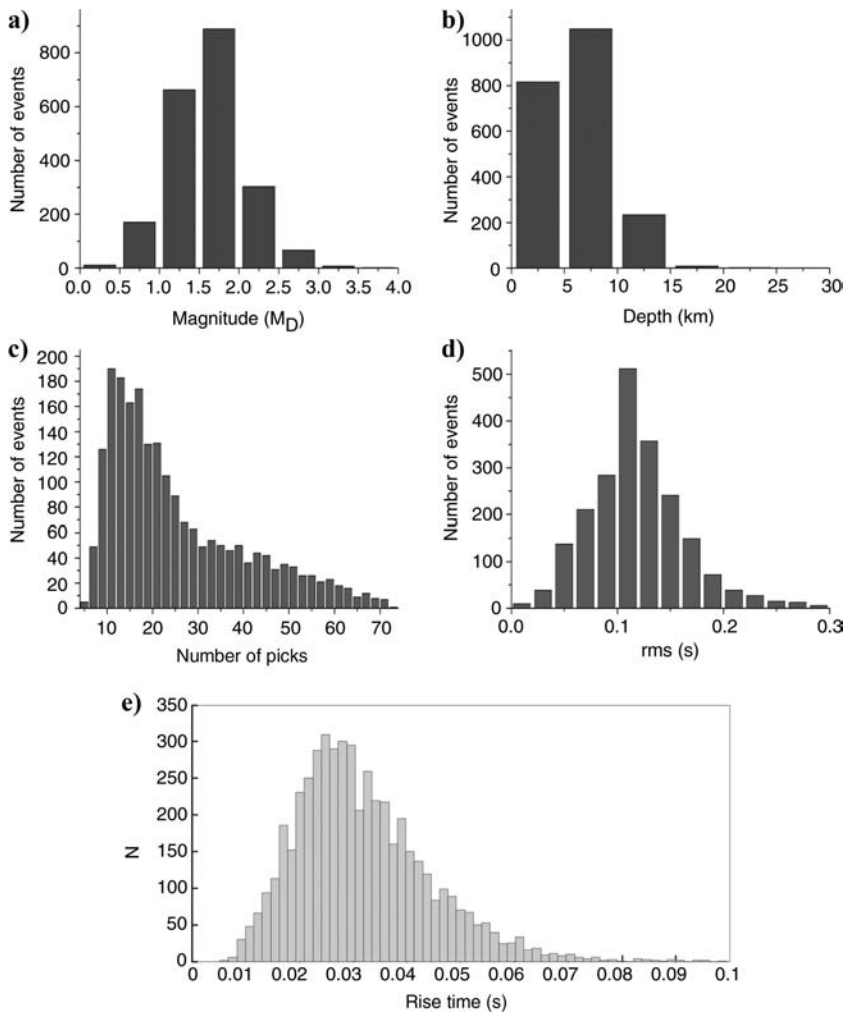 a)
800
600
400
200
0
Number of events
0.0 0.5 1.0 1.5 2.0 2.5 3.0 3.5 4.0
Magnitude (MD)
b)
1000
800
600
400
200
0
Number of events
0 5 10 15 20 25 30
Depth (km)
c)
200
180
160
140
120
100
80
60
40
20
0
Number of events
10 20 30 40 50 60 70
Number of picks
d)
500
400
300
200
100
0
Number of events
0.0 0.1 0.2 0.3
rms (s)
e)
350
300
250
200
150
100
50
0
N
0 0.01 0.02 0.03 0.04 0.05 0.06 0.07 0.08 0.09 0.1
Rise time (s)